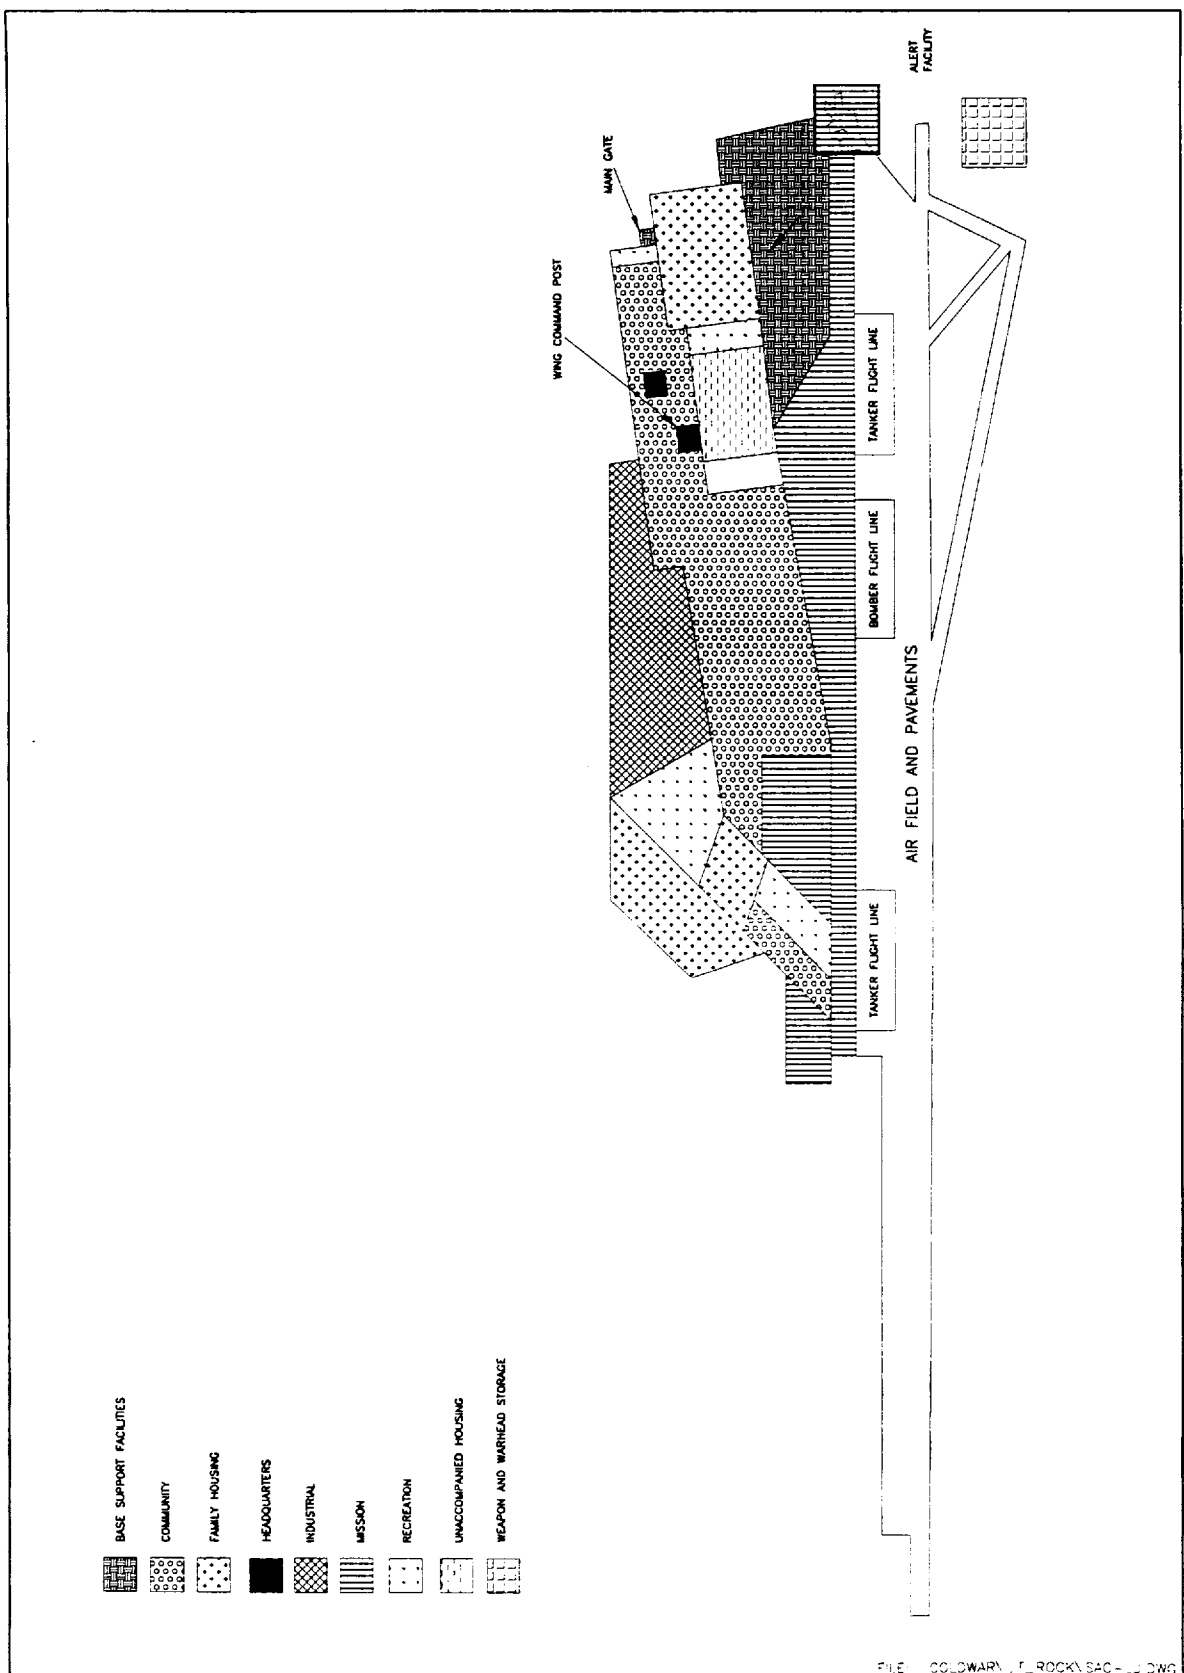 ALERT
FACILITY
MAIN GATE
WING COMMAND POST
TANKER FLIGHT LINE
BOMBER FLIGHT LINE
AIR FIELD AND PAVEMENTS
TANKER FLIGHT LINE
BASE SUPPORT FACILITIES
COMMUNITY
FAMILY HOUSING
HEADQUARTERS
INDUSTRIAL
MISSION
RECREATION
UNACCOMPANIED HOUSING
WEAPON AND WARHEAD STORAGE